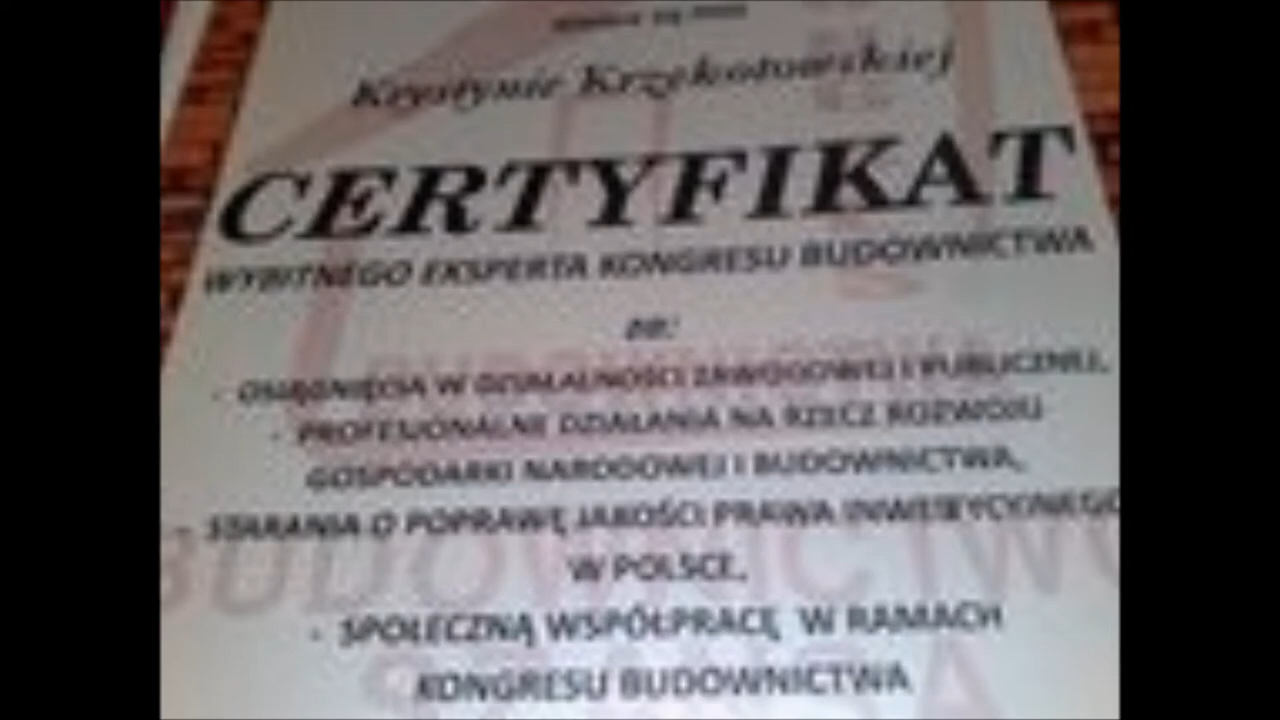 Krystynie Krzekotowskiej
CERTYFIKAT
WYBITNEGO EKSPERTA KONGRESU BUDOWNICTWA
za:
- OSIĄGNIĘCIA W DZIAŁALNOŚCI ZAWODOWEJ I PUBLICZNEJ,
- PROFESJONALNE DZIAŁANIA NA RZECZ ROZWOJU
GOSPODARKI NARODOWEJ I BUDOWNICTWA,
- STARANIA O POPRAWĘ JAKOŚCI PRAWA INWESTYCYJNEGO
W POLSCE,
- SPOŁECZNĄ WSPÓŁPRACĘ W RAMACH
KONGRESU BUDOWNICTWA